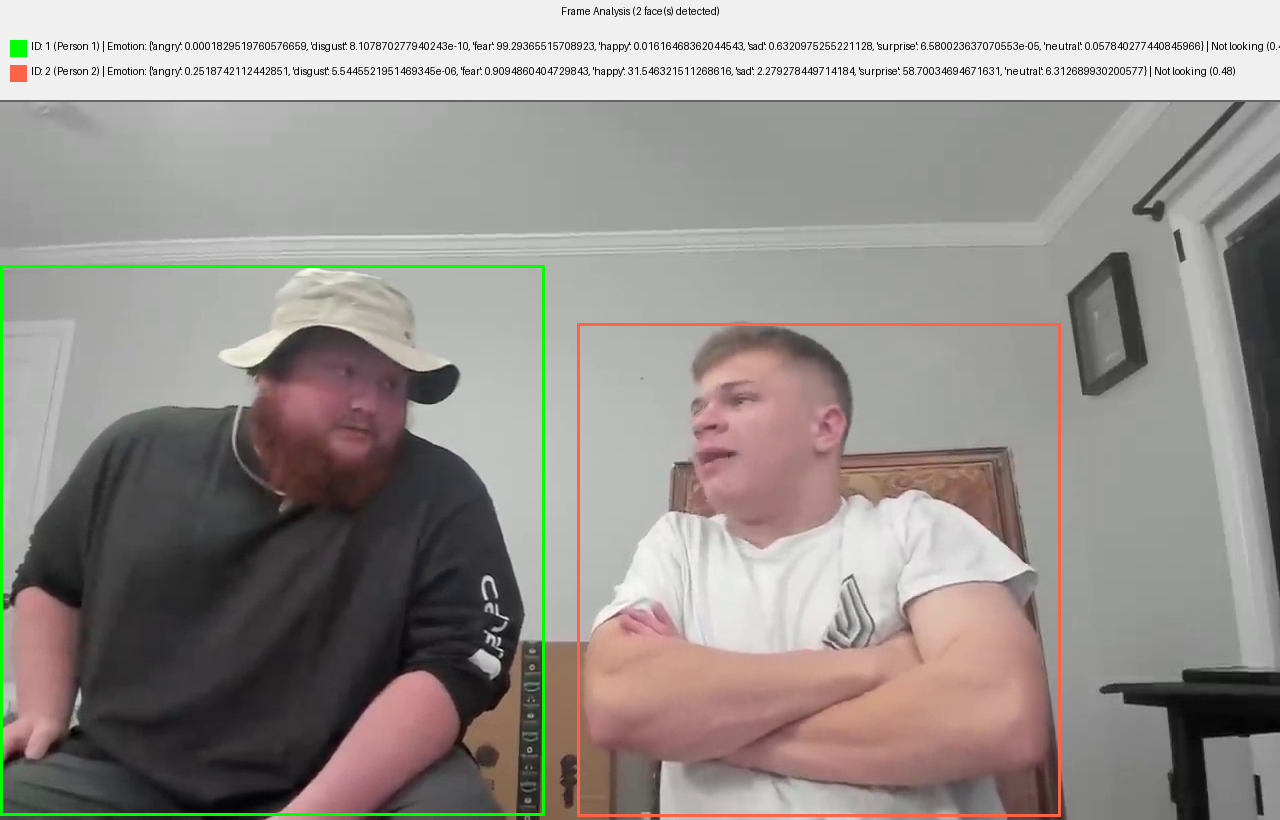 Frame Analysis (2 face(s) detected)
ID: 1 (Person 1) | Emotion: {'angry': 0.0001829519760576659, 'disgust': 8.107870277940243e-10, 'fear': 99.29365515708923, 'happy': 0.01616468362044543, 'sad': 0.6320975255221128, 'surprise': 6.580023637070553e-05, 'neutral': 0.057840277440845966} | Not looking (0.4
ID: 2 (Person 2) | Emotion: {'angry': 0.2518742112442851, 'disgust': 5.5445521951469345e-06, 'fear': 0.9094860404729843, 'happy': 31.546321511268616, 'sad': 2.279278449714184, 'surprise': 58.70034694671631, 'neutral': 6.312689930200577} | Not looking (0.48)